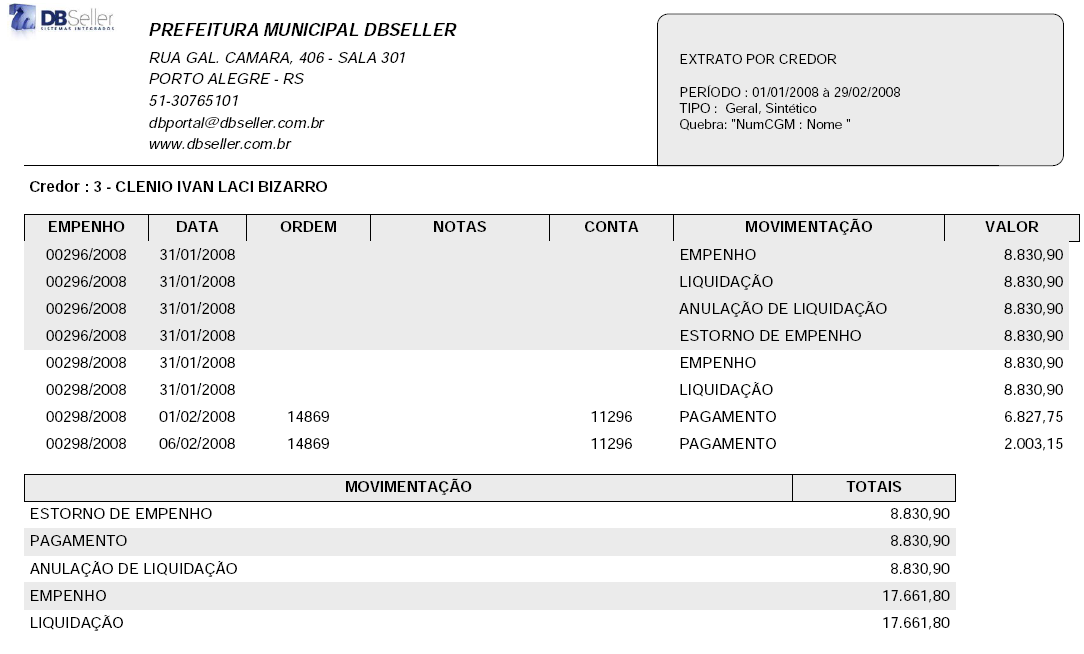 DBSeller
SISTEMAS INTEGRADOS
PREFEITURA MUNICIPAL DBSELLER
RUA GAL. CAMARA, 406 - SALA 301
PORTO ALEGRE - RS
51-30765101
dbportal@dbseller.com.br
www.dbseller.com.br
EXTRATO POR CREDOR
PERÍODO : 01/01/2008 à 29/02/2008
TIPO : Geral, Sintético
Quebra: "NumCGM : Nome "
Credor : 3 - CLENIO IVAN LACI BIZARRO
EMPENHO DATA ORDEM NOTAS CONTA MOVIMENTAÇÃO VALOR
00296/2008 31/01/2008 EMPENHO 8.830,90
00296/2008 31/01/2008 LIQUIDAÇÃO 8.830,90
00296/2008 31/01/2008 ANULAÇÃO DE LIQUIDAÇÃO 8.830,90
00296/2008 31/01/2008 ESTORNO DE EMPENHO 8.830,90
00298/2008 31/01/2008 EMPENHO 8.830,90
00298/2008 31/01/2008 LIQUIDAÇÃO 8.830,90
00298/2008 01/02/2008 14869 11296 PAGAMENTO 6.827,75
00298/2008 06/02/2008 14869 11296 PAGAMENTO 2.003,15
MOVIMENTAÇÃO TOTAIS
ESTORNO DE EMPENHO 8.830,90
PAGAMENTO 8.830,90
ANULAÇÃO DE LIQUIDAÇÃO 8.830,90
EMPENHO 17.661,80
LIQUIDAÇÃO 17.661,80